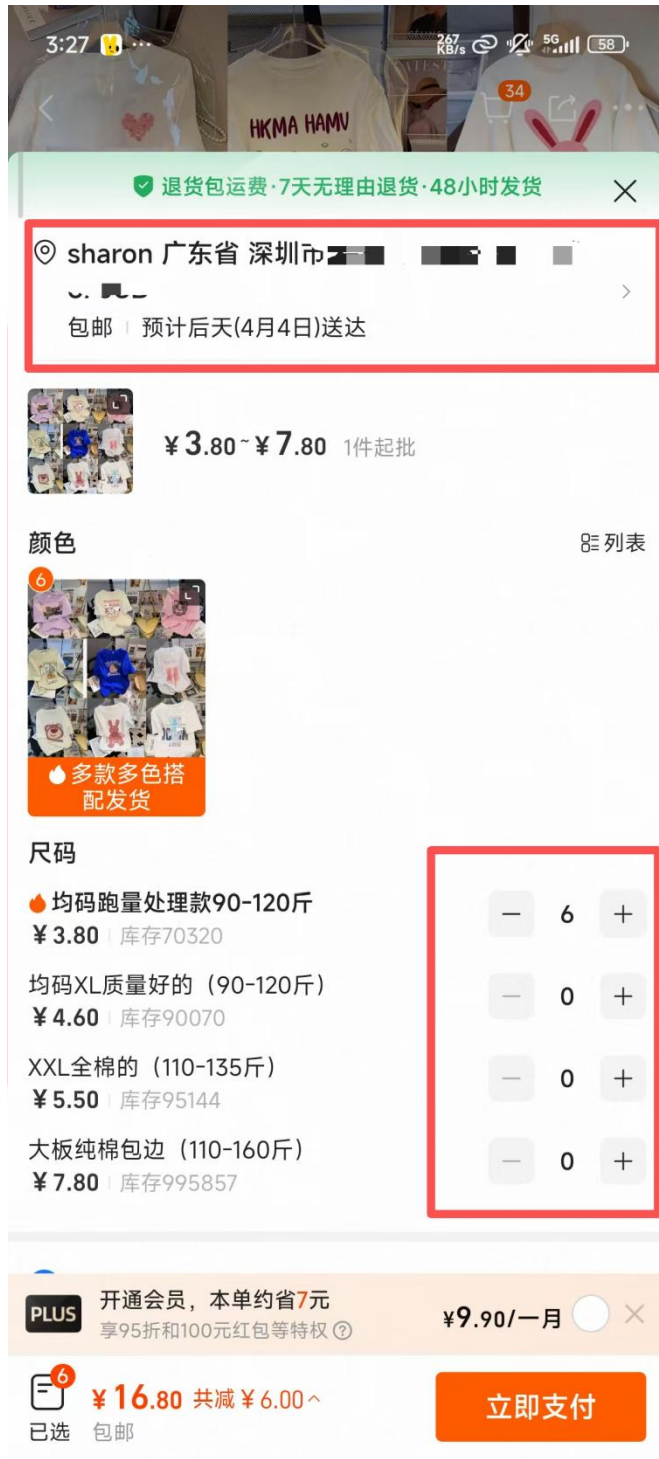 3:27
267 KB/s
5G
58
HKMA HAMU
34
退货包运费·7天无理由退货·48小时发货
sharon 广东省 深圳市
包邮 预计后天(4月4日)送达
¥3.80~¥7.80 1件起批
颜色
列表
6
多款多色搭
配发货
尺码
均码跑量处理款90-120斤
¥3.80 库存70320
− 6 +
均码XL质量好的（90-120斤）
¥4.60 库存90070
− 0 +
XXL全棉的（110-135斤）
¥5.50 库存95144
− 0 +
大板纯棉包边（110-160斤）
¥7.80 库存995857
− 0 +
PLUS
开通会员，本单约省7元
享95折和100元红包等特权
¥9.90/一月
6
已选
¥16.80 共减¥6.00
包邮
立即支付